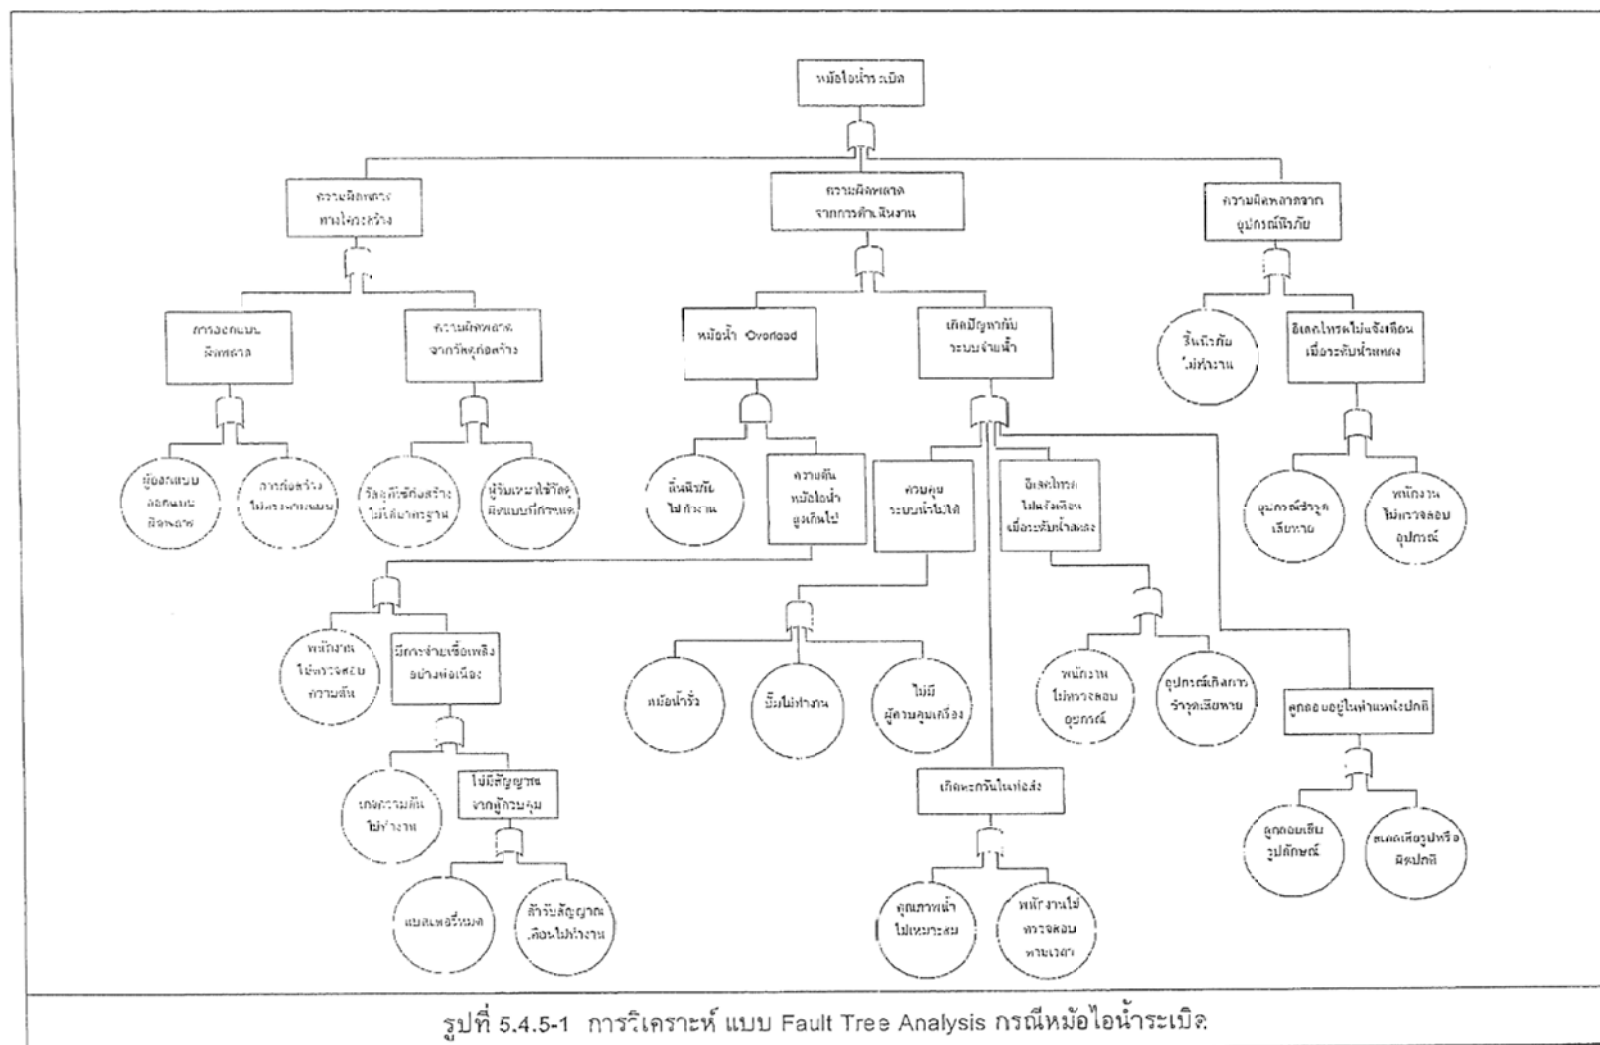 หม้อไอน้ำระเบิด
ความผิดพลาด
ทางโครงสร้าง
ความผิดพลาด
จากการดำเนินงาน
ความผิดพลาดจาก
อุปกรณ์นิรภัย
การออกแบบ
ผิดพลาด
ความผิดพลาด
จากวัสดุก่อสร้าง
หม้อน้ำ Overload
เกิดปัญหากับ
ระบบจ่ายน้ำ
ลิ้นนิรภัย
ไม่ทำงาน
อิเลคโทรดไม่แจ้งเตือน
เมื่อระดับน้ำลดลง
ผู้ออกแบบ
ออกแบบ
ผิดพลาด
การก่อสร้าง
ไม่ตรงตามแบบ
วัสดุที่ใช้ก่อสร้าง
ไม่ได้มาตรฐาน
ผู้รับเหมาใช้วัสดุ
ผิดแบบที่กำหนด
ลิ้นนิรภัย
ไม่ทำงาน
ความดัน
หม้อไอน้ำ
สูงเกินไป
ควบคุม
ระบบน้ำไม่ได้
อิเลคโทรด
ไม่แจ้งเตือน
เมื่อระดับน้ำลดลง
อุปกรณ์ชำรุด
เสียหาย
พนักงาน
ไม่ตรวจสอบ
อุปกรณ์
พนักงาน
ไม่ตรวจสอบ
ความดัน
มีการจ่ายเชื้อเพลิง
อย่างต่อเนื่อง
หม้อน้ำรั่ว
ปั๊มไม่ทำงาน
ไม่มี
ผู้ควบคุมเครื่อง
พนักงาน
ไม่ตรวจสอบ
อุปกรณ์
อุปกรณ์เกิดการ
ชำรุดเสียหาย
ลูกลอยอยู่ในตำแหน่งปกติ
เกจความดัน
ไม่ทำงาน
ไม่มีสัญญาณ
จากตู้ควบคุม
เกิดตะกรันในท่อส่ง
ลูกลอยเสีย
รูปลักษณ์
สเกลเสียรูปหรือ
ผิดปกติ
แบตเตอรี่หมด
ตัวรับสัญญาณ
เตือนไม่ทำงาน
คุณภาพน้ำ
ไม่เหมาะสม
พนักงานไม่
ตรวจสอบ
ตามเวลา
รูปที่ 5.4.5-1 การวิเคราะห์ แบบ Fault Tree Analysis กรณีหม้อไอน้ำระเบิด